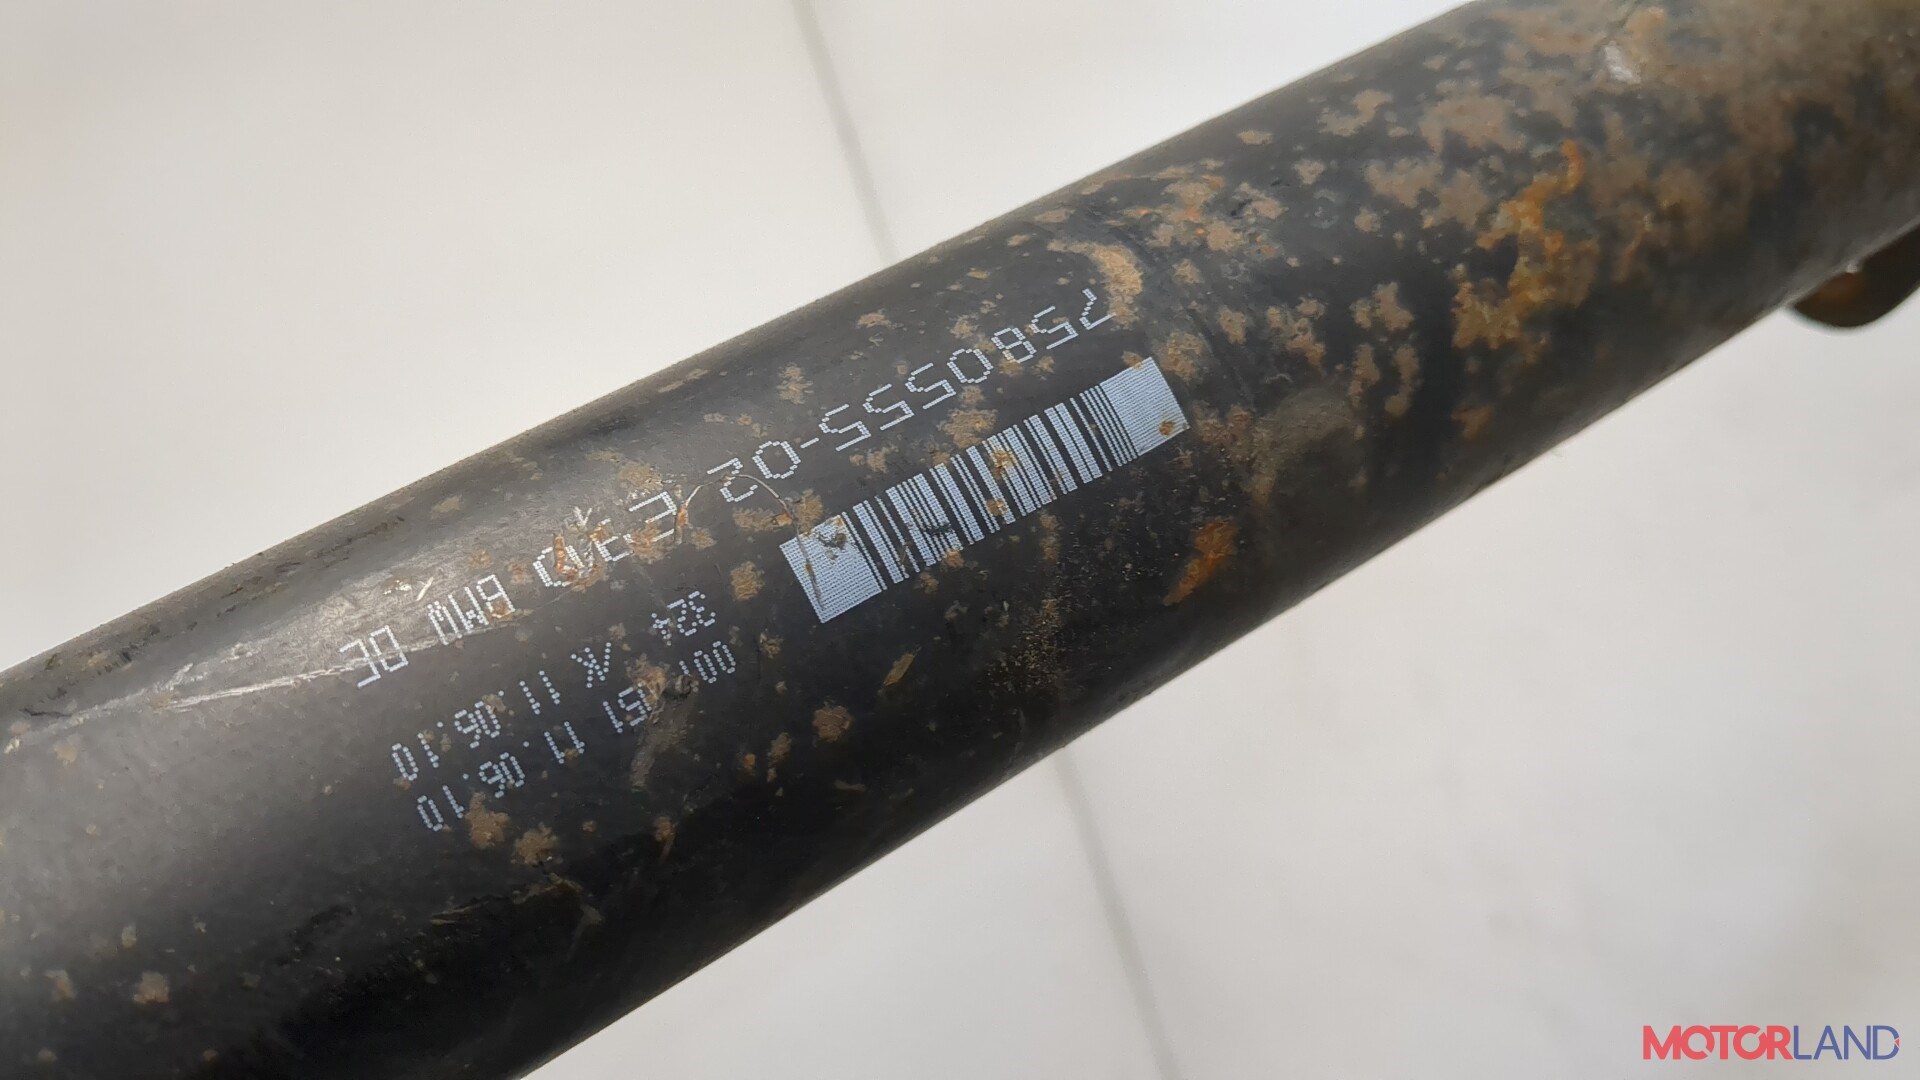 001 11.06.10
324 11.06.10
7580555-02 BMW DE
MOTORLAND